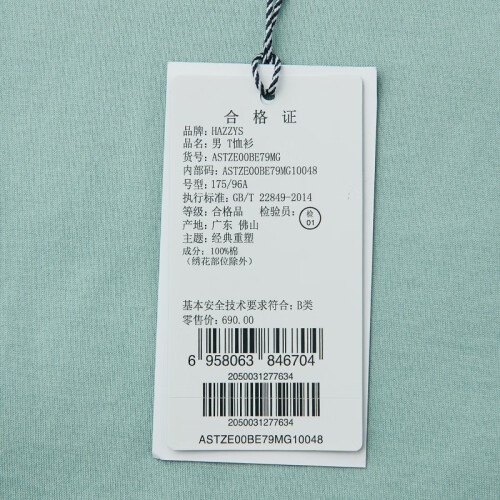 合格证
品牌: HAZZYS
品名: 男 T恤衫
货号: ASTZE00BE79MG
内部码: ASTZE00BE79MG10048
号型: 175/96A
执行标准: GB/T 22849-2014
等级: 合格品 检验员: 检 01
产地: 广东 佛山
主题: 经典重塑
成分: 100%棉
(绣花部位除外)
基本安全技术要求符合: B类
零售价: 690.00
6 958063 846704
2050031277634
2050031277634
ASTZE00BE79MG10048